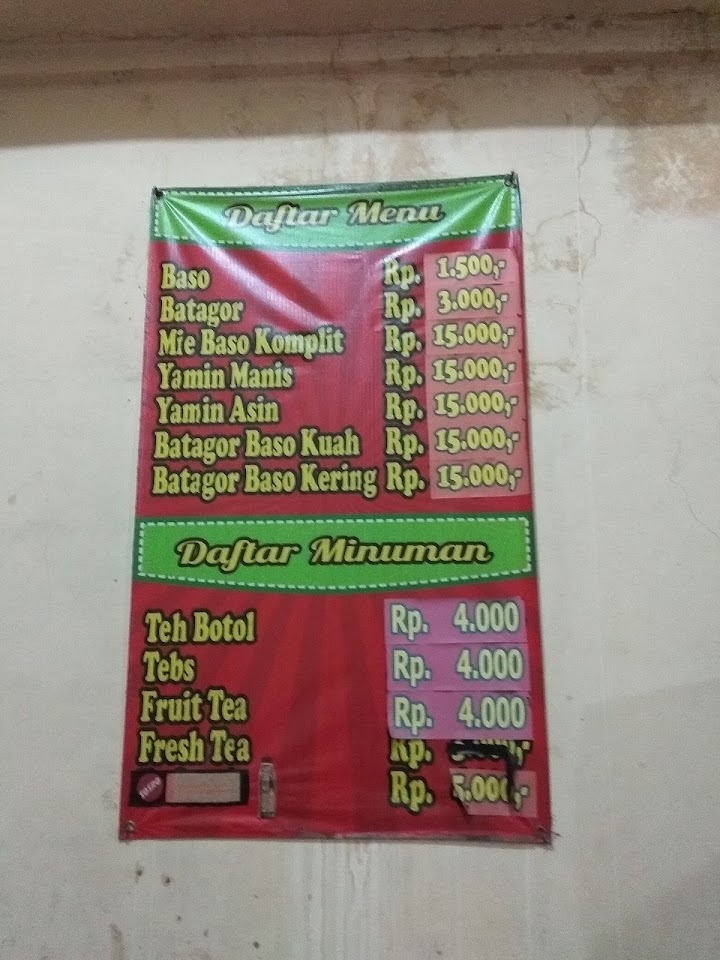 Daftar Menu
Baso Rp. 1.500,-
Batagor Rp. 3.000,-
Mie Baso Komplit Rp. 15.000,-
Yamin Manis Rp. 15.000,-
Yamin Asin Rp. 15.000,-
Batagor Baso Kuah Rp. 15.000,-
Batagor Baso Kering Rp. 15.000,-
Daftar Minuman
Teh Botol Rp. 4.000
Tebs Rp. 4.000
Fruit Tea Rp. 4.000
Fresh Tea Rp.
SOSRO Rp. 5.000,-